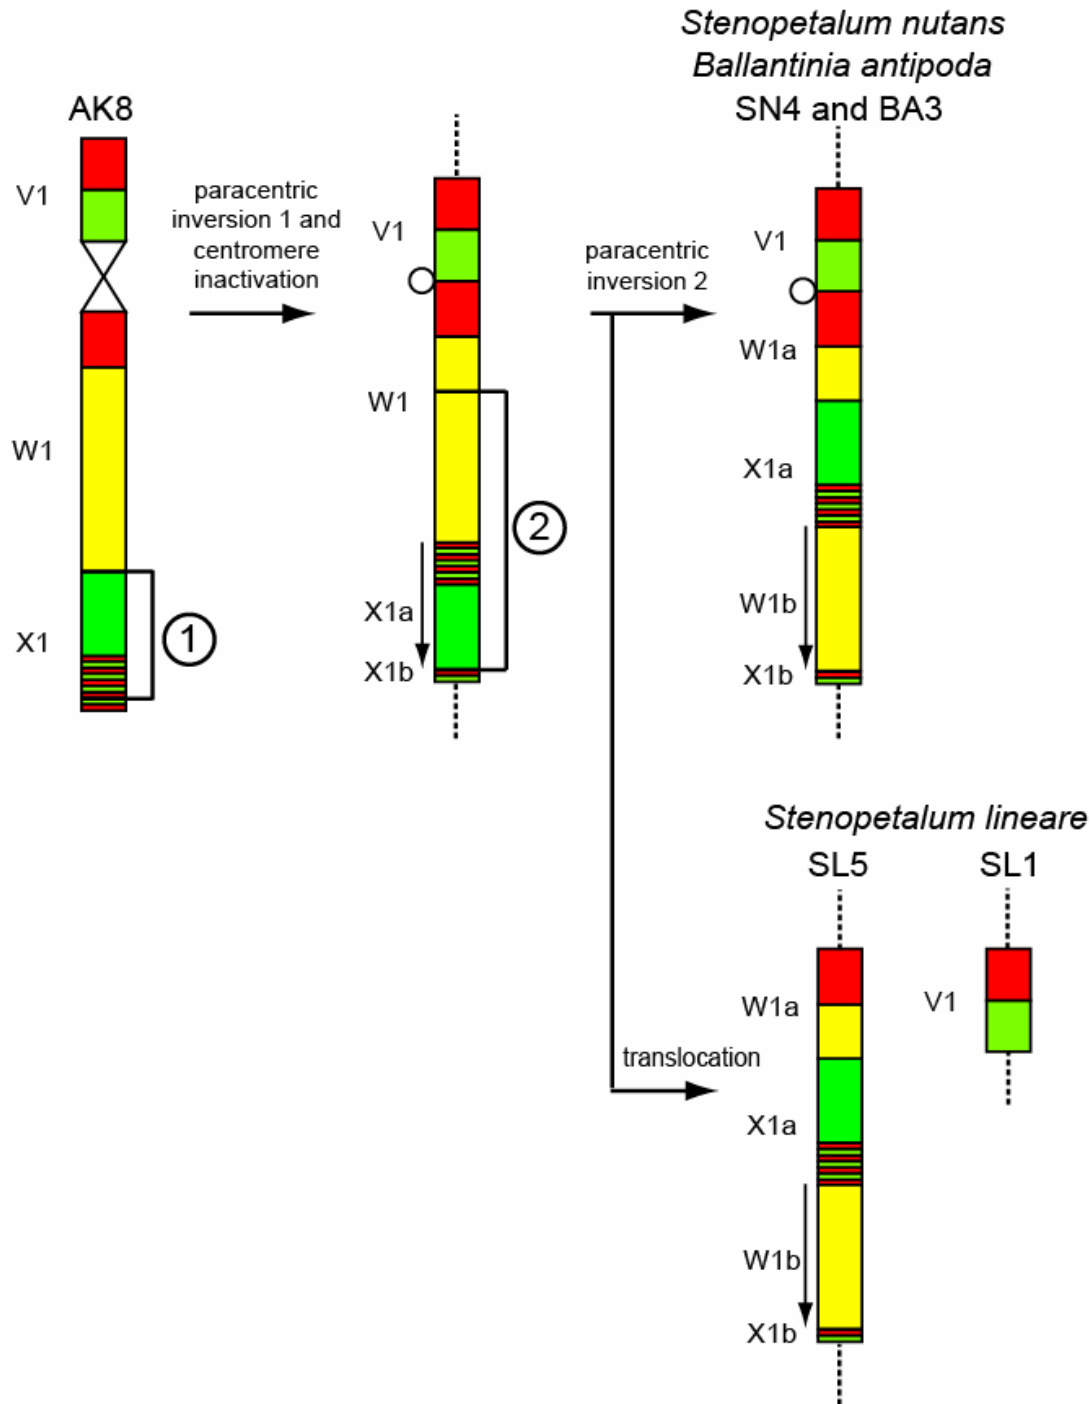 Stenopetalum nutans
Ballantinia antipoda
SN4 and BA3
AK8
V1
W1
X1
1
paracentric
inversion 1 and
centromere
inactivation
V1
W1
X1a
X1b
2
paracentric
inversion 2
V1
W1a
X1a
W1b
X1b
translocation
Stenopetalum lineare
SL5
SL1
W1a
X1a
W1b
X1b
V1